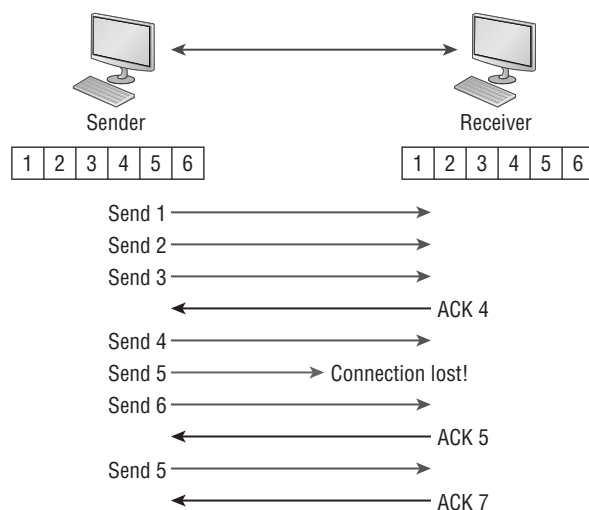 Sender Receiver
1 2 3 4 5 6 1 2 3 4 5 6
Send 1
Send 2
Send 3
ACK 4
Send 4
Send 5 Connection lost!
Send 6
ACK 5
Send 5
ACK 7